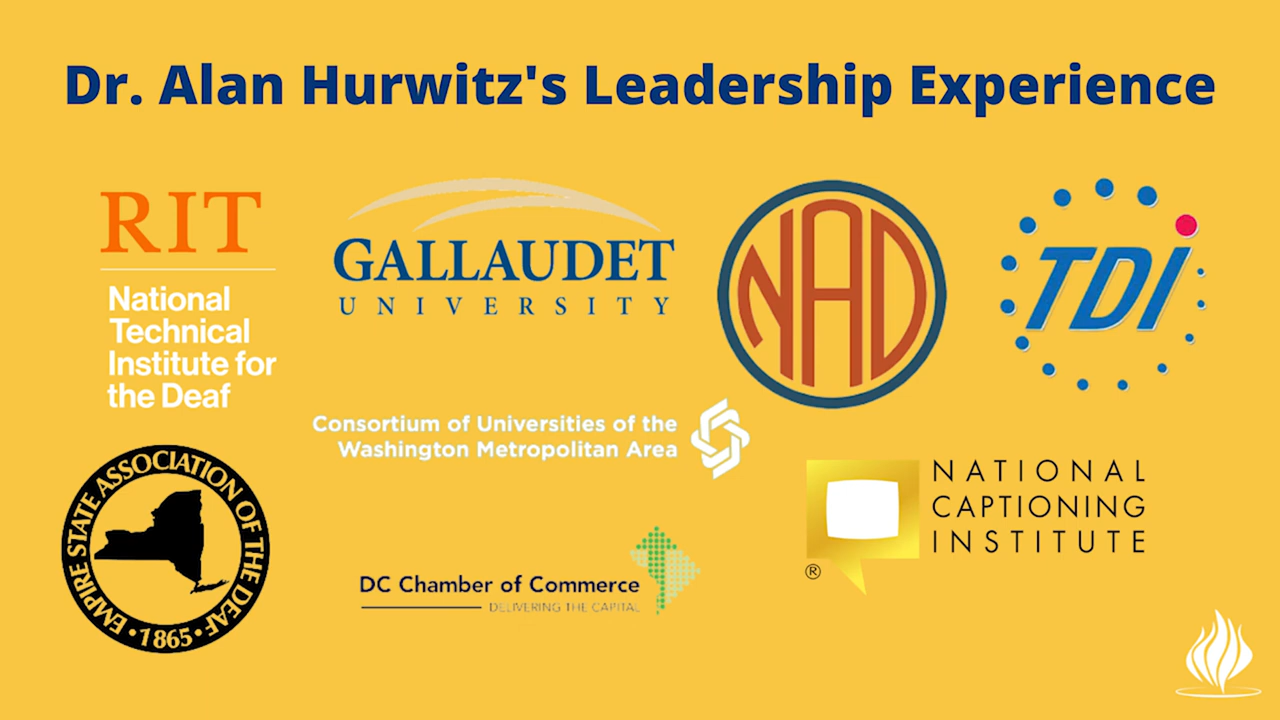 Dr. Alan Hurwitz's Leadership Experience
RIT
National
Technical
Institute for
the Deaf
GALLAUDET
UNIVERSITY
NAD
TDI
Consortium of Universities of the
Washington Metropolitan Area
EMPIRE STATE ASSOCIATION OF THE DEAF
• 1865 •
DC Chamber of Commerce
DELIVERING THE CAPITAL
NATIONAL
CAPTIONING
INSTITUTE
®